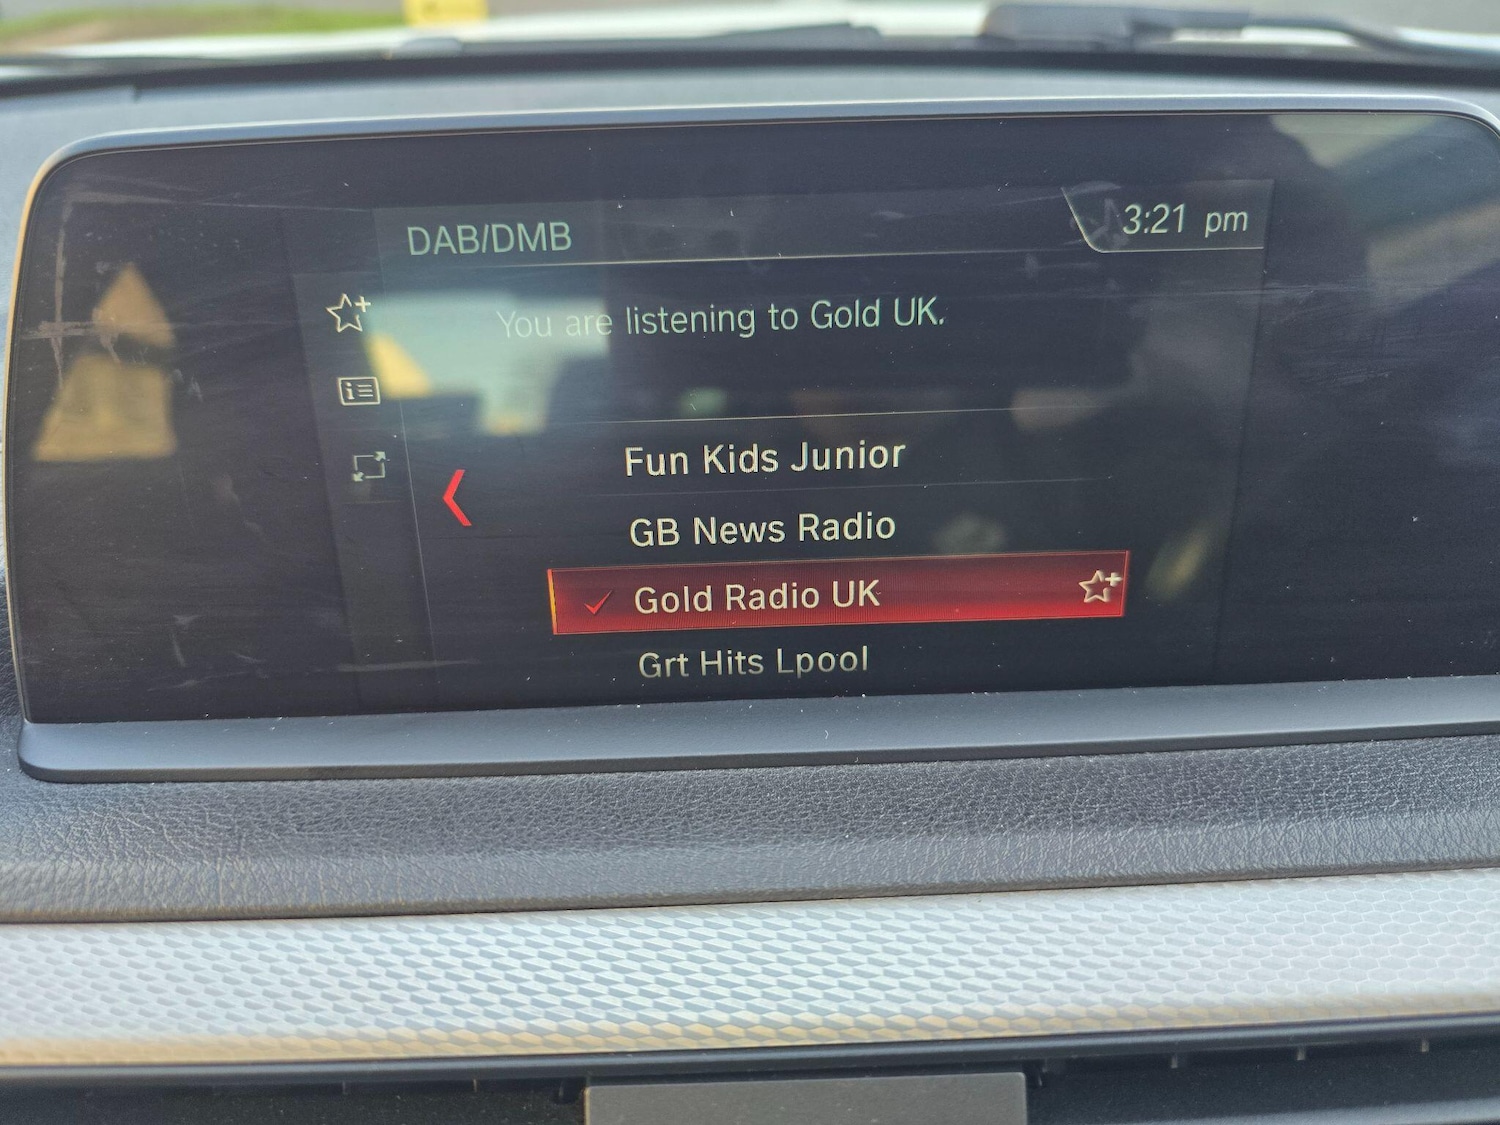 DAB/DMB
3:21 pm
You are listening to Gold UK.
Fun Kids Junior
GB News Radio
Gold Radio UK
Grt Hits Lpool